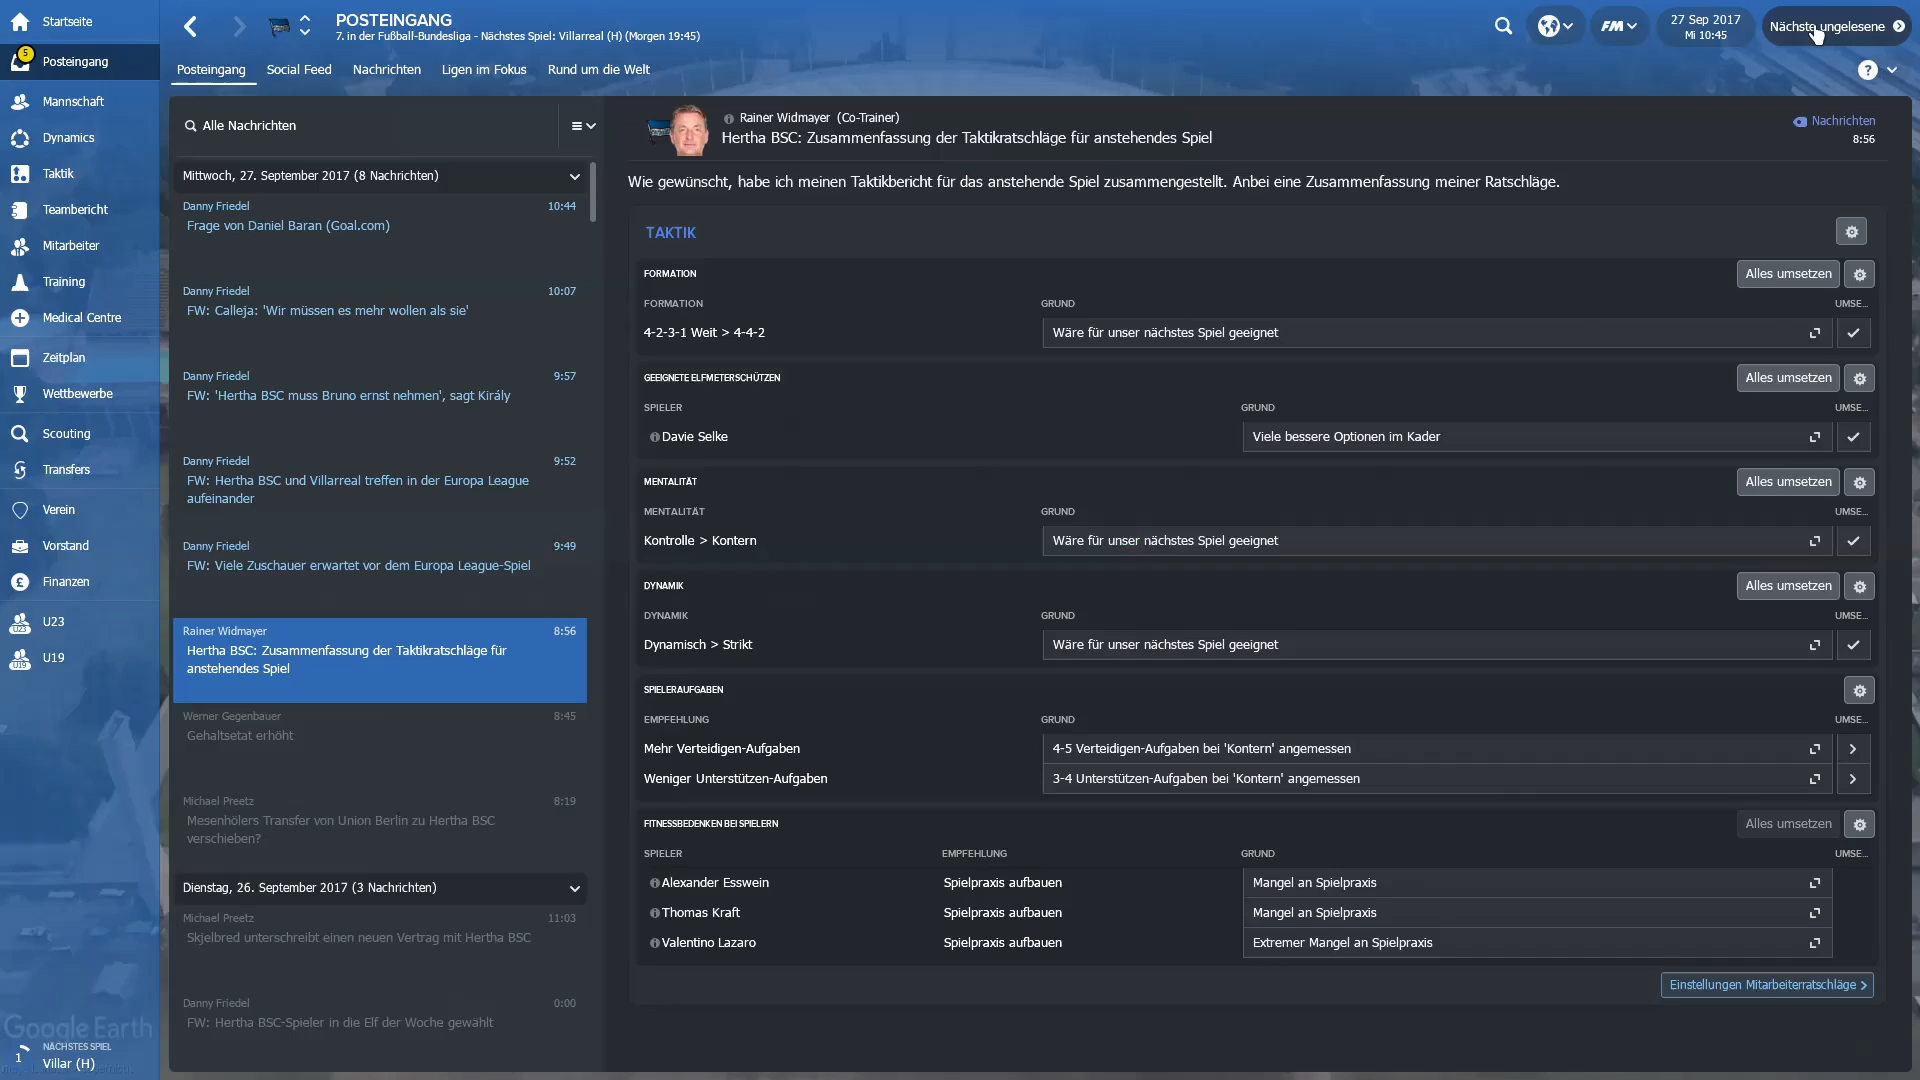 Startseite
5
Posteingang
Mannschaft
Dynamics
Taktik
Teambericht
Mitarbeiter
Training
Medical Centre
Zeitplan
Wettbewerbe
Scouting
Transfers
Verein
Vorstand
Finanzen
U23
U23
U19
U19
Google Earth
NÄCHSTES SPIEL
1
Villar (H)
POSTEINGANG
7. in der Fußball-Bundesliga - Nächstes Spiel: Villarreal (H) (Morgen 19:45)
FM
27 Sep 2017
Mi 10:45
Nächste ungelesene
Posteingang
Social Feed
Nachrichten
Ligen im Fokus
Rund um die Welt
?
Alle Nachrichten
Mittwoch, 27. September 2017 (8 Nachrichten)
Danny Friedel 10:44
Frage von Daniel Baran (Goal.com)
Danny Friedel 10:07
FW: Calleja: 'Wir müssen es mehr wollen als sie'
Danny Friedel 9:57
FW: 'Hertha BSC muss Bruno ernst nehmen', sagt Király
Danny Friedel 9:52
FW: Hertha BSC und Villarreal treffen in der Europa League
aufeinander
Danny Friedel 9:49
FW: Viele Zuschauer erwartet vor dem Europa League-Spiel
Rainer Widmayer 8:56
Hertha BSC: Zusammenfassung der Taktikratschläge für
anstehendes Spiel
Werner Gegenbauer 8:45
Gehaltsetat erhöht
Michael Preetz 8:19
Mesenhölers Transfer von Union Berlin zu Hertha BSC
verschieben?
Dienstag, 26. September 2017 (3 Nachrichten)
Michael Preetz 11:03
Skjelbred unterschreibt einen neuen Vertrag mit Hertha BSC
Danny Friedel 0:00
FW: Hertha BSC-Spieler in die Elf der Woche gewählt
Rainer Widmayer (Co-Trainer)
Hertha BSC: Zusammenfassung der Taktikratschläge für anstehendes Spiel
Nachrichten
8:56
Wie gewünscht, habe ich meinen Taktikbericht für das anstehende Spiel zusammengestellt. Anbei eine Zusammenfassung meiner Ratschläge.
TAKTIK
FORMATION Alles umsetzen
FORMATION GRUND UMSE...
4-2-3-1 Weit > 4-4-2 Wäre für unser nächstes Spiel geeignet
GEEIGNETE ELFMETERSCHÜTZEN Alles umsetzen
SPIELER GRUND UMSE...
Davie Selke Viele bessere Optionen im Kader
MENTALITÄT Alles umsetzen
MENTALITÄT GRUND UMSE...
Kontrolle > Kontern Wäre für unser nächstes Spiel geeignet
DYNAMIK Alles umsetzen
DYNAMIK GRUND UMSE...
Dynamisch > Strikt Wäre für unser nächstes Spiel geeignet
SPIELERAUFGABEN
EMPFEHLUNG GRUND UMSE...
Mehr Verteidigen-Aufgaben 4-5 Verteidigen-Aufgaben bei 'Kontern' angemessen
Weniger Unterstützen-Aufgaben 3-4 Unterstützen-Aufgaben bei 'Kontern' angemessen
FITNESSBEDENKEN BEI SPIELERN Alles umsetzen
SPIELER EMPFEHLUNG GRUND UMSE...
Alexander Esswein Spielpraxis aufbauen Mangel an Spielpraxis
Thomas Kraft Spielpraxis aufbauen Mangel an Spielpraxis
Valentino Lazaro Spielpraxis aufbauen Extremer Mangel an Spielpraxis
Einstellungen Mitarbeiterratschläge